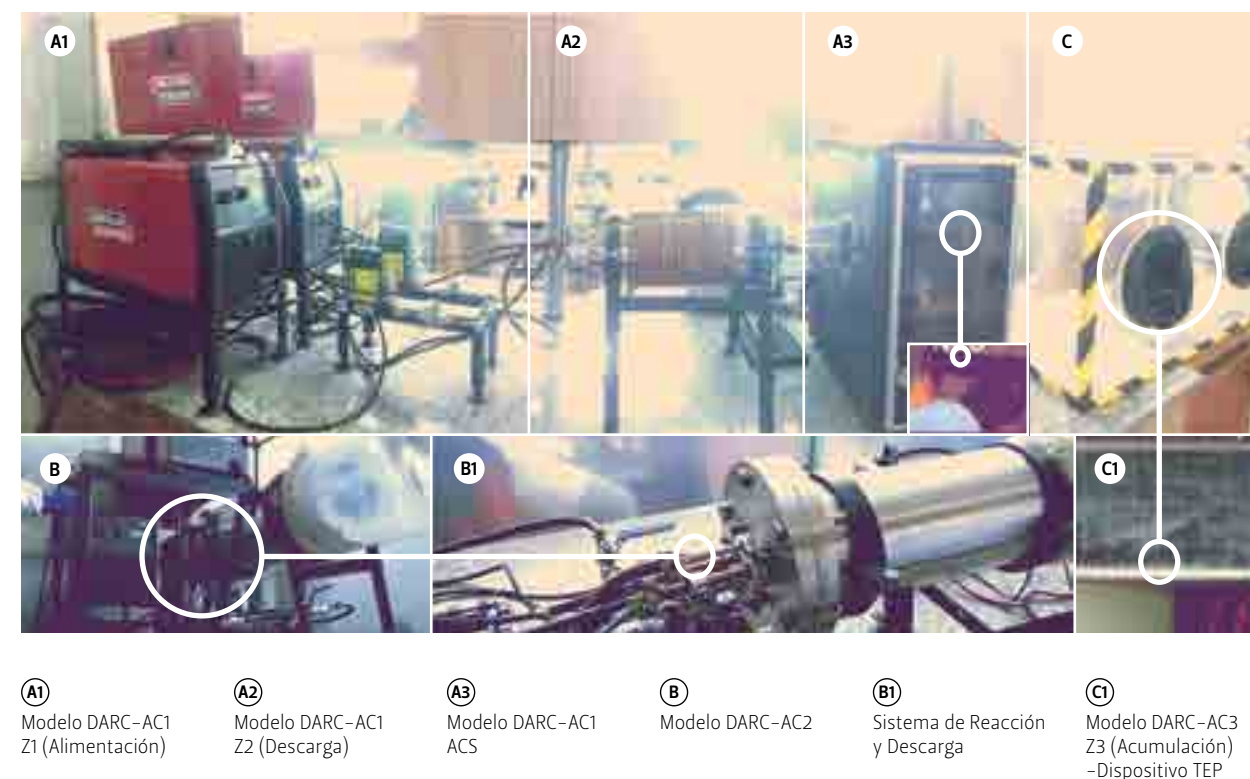 A1
A2
A3
C
B
B1
C1
A1
Modelo DARC-AC1
Z1 (Alimentación)
A2
Modelo DARC-AC1
Z2 (Descarga)
A3
Modelo DARC-AC1
ACS
B
Modelo DARC-AC2
B1
Sistema de Reacción
y Descarga
C1
Modelo DARC-AC3
Z3 (Acumulación)
-Dispositivo TEP